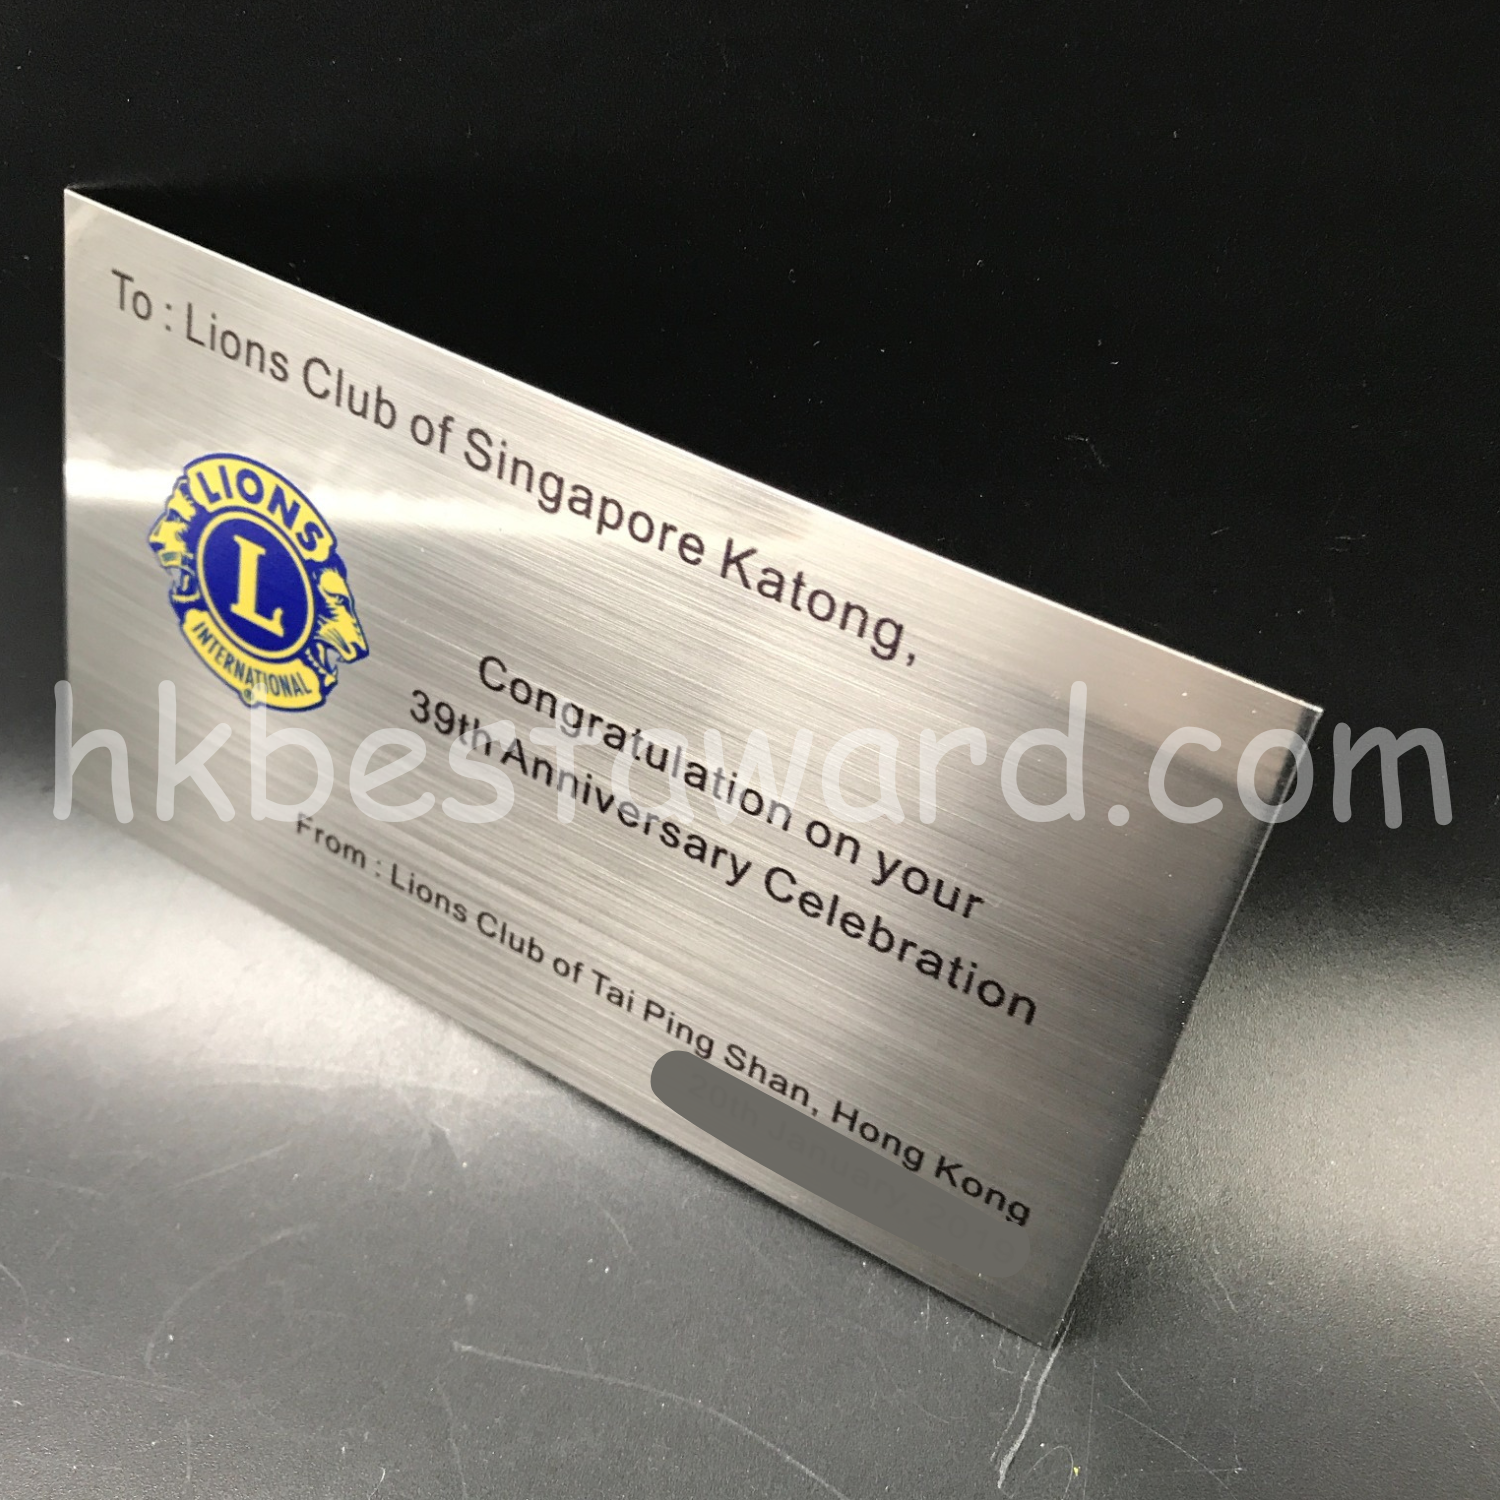 To : Lions Club of Singapore Katong,
LIONS
L
INTERNATIONAL
®
Congratulation on your
39th Anniversary Celebration
From : Lions Club of Tai Ping Shan, Hong Kong
hkbestaward.com